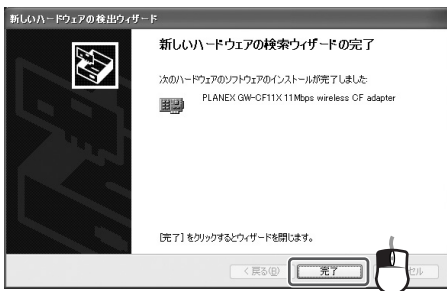 新しいハードウェアの検出ウィザード
新しいハードウェアの検索ウィザードの完了
次のハードウェアのソフトウェアのインストールが完了しました
PLANEX GW-CF11X 11Mbps wireless CF adapter
[完了] をクリックするとウィザードを閉じます。
< 戻る(B)
完了
セル